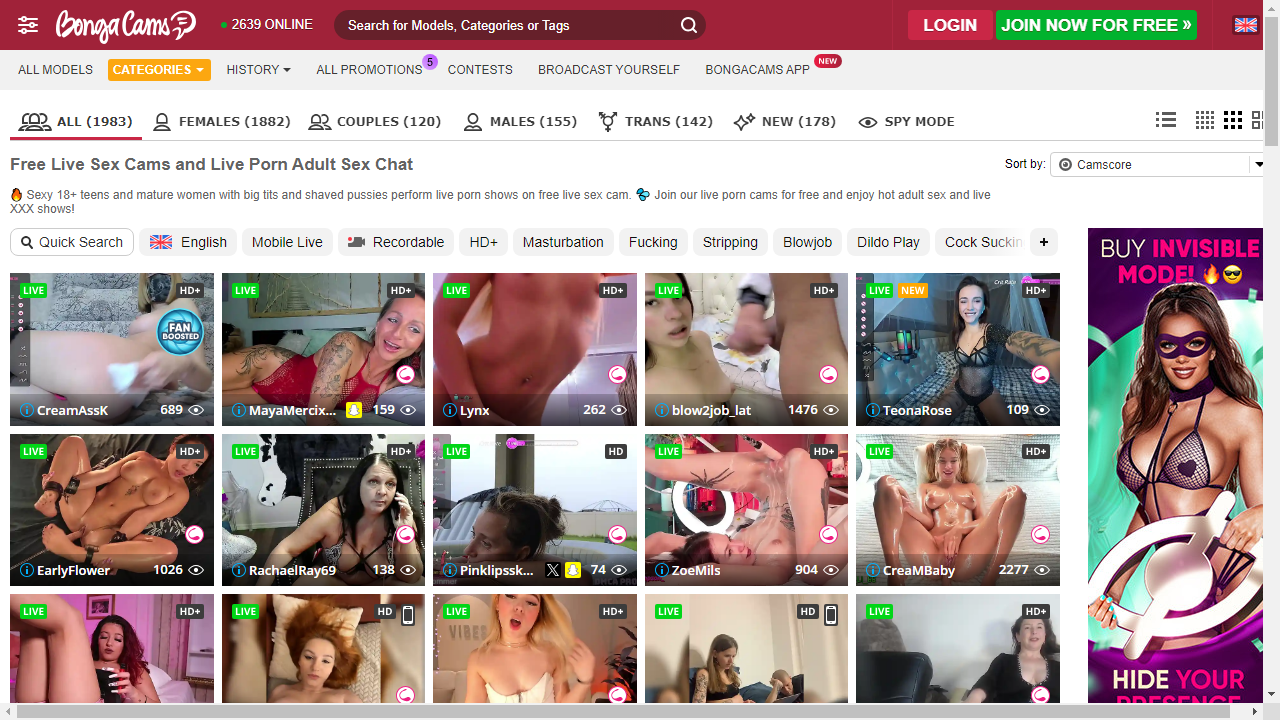 BongaCams
2639 ONLINE
Search for Models, Categories or Tags
LOGIN
JOIN NOW FOR FREE »
ALL MODELS
CATEGORIES
HISTORY
ALL PROMOTIONS
5
CONTESTS
BROADCAST YOURSELF
BONGACAMS APP
NEW
ALL (1983)
FEMALES (1882)
COUPLES (120)
MALES (155)
TRANS (142)
NEW (178)
SPY MODE
Free Live Sex Cams and Live Porn Adult Sex Chat
Sort by:
Camscore
🔥 Sexy 18+ teens and mature women with big tits and shaved pussies perform live porn shows on free live sex cam. 💦 Join our live porn cams for free and enjoy hot adult sex and live
XXX shows!
Quick Search
English
Mobile Live
Recordable
HD+
Masturbation
Fucking
Stripping
Blowjob
Dildo Play
Cock Suckin
+
LIVE
HD+
FAN
BOOSTED
CreamAssK
689
LIVE
HD+
MayaMercix...
159
LIVE
HD+
Lynx
262
LIVE
HD+
blow2job_lat
1476
LIVE
NEW
HD+
TeonaRose
109
LIVE
HD+
EarlyFlower
1026
LIVE
HD+
RachaelRay69
138
LIVE
HD
Pinklipssk...
74
LIVE
HD+
ZoeMils
904
LIVE
HD+
CreaMBaby
2277
LIVE
HD+
LIVE
HD
LIVE
HD+
VIBES
LIVE
HD
LIVE
HD+
BUY INVISIBLE
MODE! 🔥😎
HIDE YOUR
PRESENCE